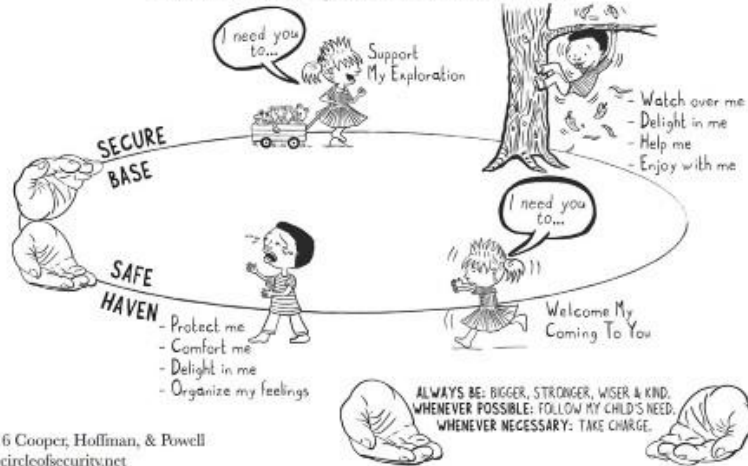 I need you
to...
Support
My Exploration
- Watch over me
- Delight in me
- Help me
- Enjoy with me
SECURE
BASE
I need you
to...
SAFE
HAVEN
- Protect me
- Comfort me
- Delight in me
- Organize my feelings
Welcome My
Coming To You
ALWAYS BE: BIGGER, STRONGER, WISER & KIND.
WHENEVER POSSIBLE: FOLLOW MY CHILD'S NEED.
WHENEVER NECESSARY: TAKE CHARGE.
6 Cooper, Hoffman, & Powell
circleofsecurity.net